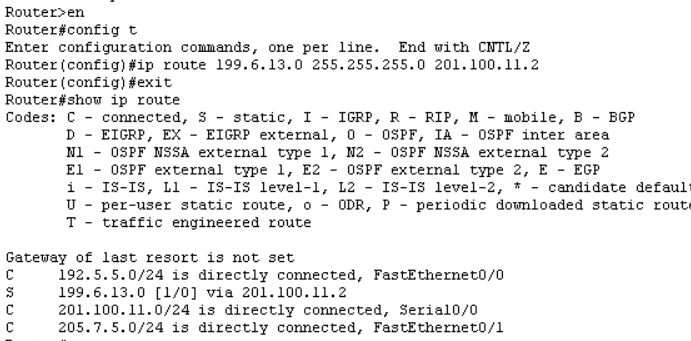 Router>en
Router#config t
Enter configuration commands, one per line.  End with CNTL/Z
Router(config)#ip route 199.6.13.0 255.255.255.0 201.100.11.2
Router(config)#exit
Router#show ip route
Codes: C - connected, S - static, I - IGRP, R - RIP, M - mobile, B - BGP
       D - EIGRP, EX - EIGRP external, O - OSPF, IA - OSPF inter area
       N1 - OSPF NSSA external type 1, N2 - OSPF NSSA external type 2
       E1 - OSPF external type 1, E2 - OSPF external type 2, E - EGP
       i - IS-IS, L1 - IS-IS level-1, L2 - IS-IS level-2, * - candidate default
       U - per-user static route, o - ODR, P - periodic downloaded static route
       T - traffic engineered route
Gateway of last resort is not set
C      192.5.5.0/24 is directly connected, FastEthernet0/0
S      199.6.13.0 [1/0] via 201.100.11.2
C      201.100.11.0/24 is directly connected, Serial0/0
C      205.7.5.0/24 is directly connected, FastEthernet0/1